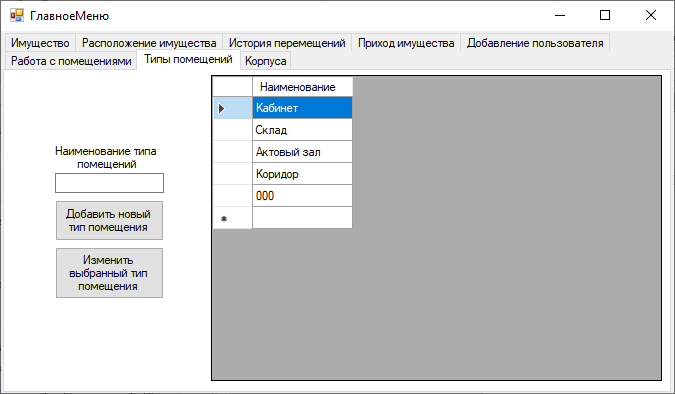 ГлавноеМеню
Имущество Расположение имущества История перемещений Приход имущества Добавление пользователя
Работа с помещениями Типы помещений Корпуса
Наименование типа
помещений
Добавить новый
тип помещения
Изменить
выбранный тип
помещения
Наименование
Кабинет
Склад
Актовый зал
Коридор
000